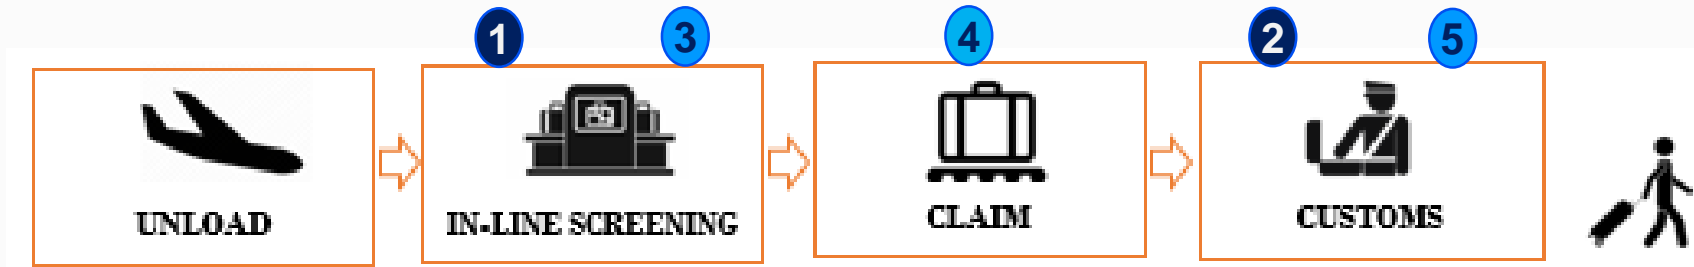 1 3 4 2 5
UNLOAD
IN-LINE SCREENING
CLAIM
CUSTOMS